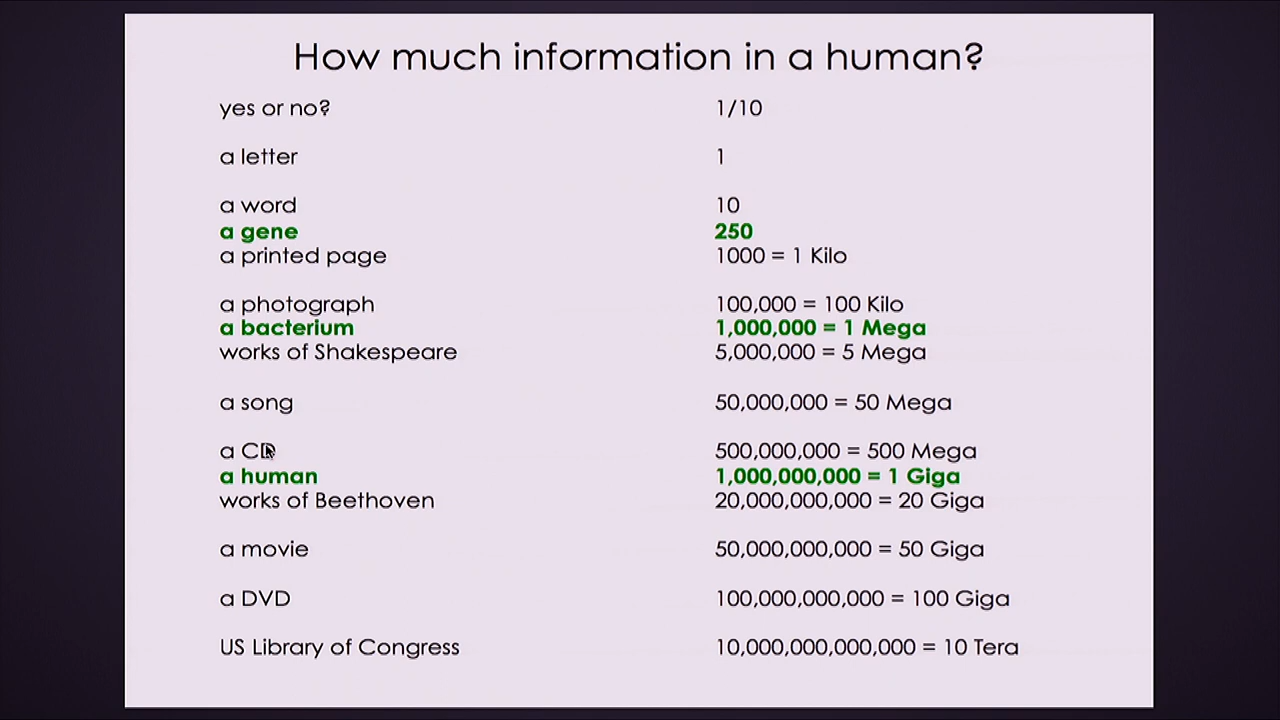 How much information in a human?
yes or no? 1/10
a letter 1
a word 10
a gene 250
a printed page 1000 = 1 Kilo
a photograph 100,000 = 100 Kilo
a bacterium 1,000,000 = 1 Mega
works of Shakespeare 5,000,000 = 5 Mega
a song 50,000,000 = 50 Mega
a CD 500,000,000 = 500 Mega
a human 1,000,000,000 = 1 Giga
works of Beethoven 20,000,000,000 = 20 Giga
a movie 50,000,000,000 = 50 Giga
a DVD 100,000,000,000 = 100 Giga
US Library of Congress 10,000,000,000,000 = 10 Tera